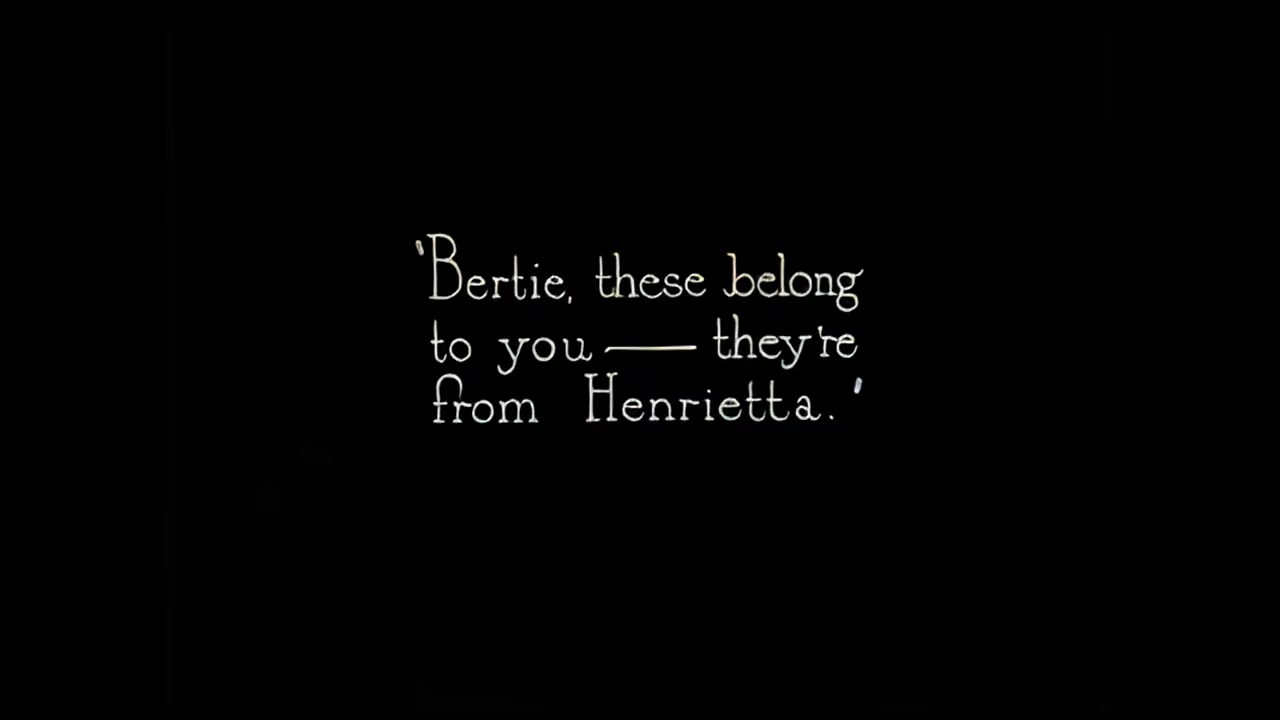 'Bertie, these belong
to you — they're
from Henrietta.'